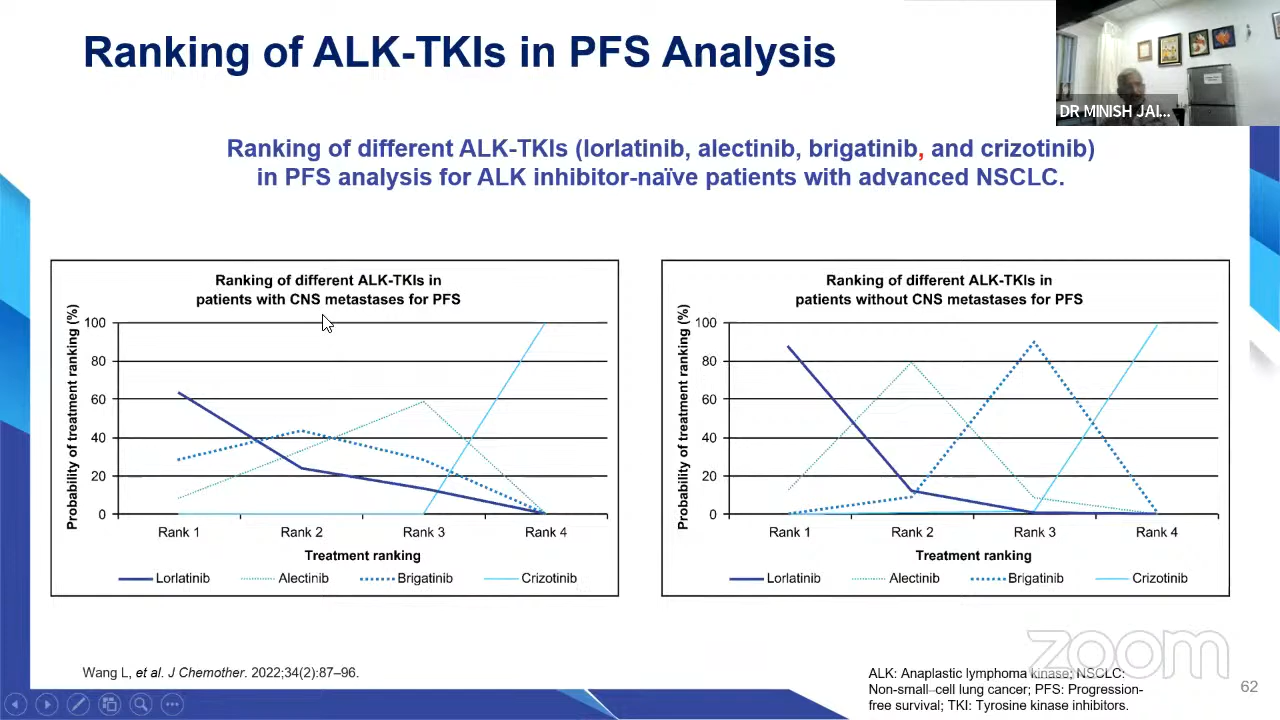 Ranking of ALK-TKIs in PFS Analysis
DR MINISH JAI...
Ranking of different ALK-TKIs (lorlatinib, alectinib, brigatinib, and crizotinib)
in PFS analysis for ALK inhibitor-naïve patients with advanced NSCLC.
Ranking of different ALK-TKIs in
patients with CNS metastases for PFS
Probability of treatment ranking (%)
100
80
60
40
20
0
Rank 1 Rank 2 Rank 3 Rank 4
Treatment ranking
Lorlatinib Alectinib Brigatinib Crizotinib
Ranking of different ALK-TKIs in
patients without CNS metastases for PFS
Probability of treatment ranking (%)
100
80
60
40
20
0
Rank 1 Rank 2 Rank 3 Rank 4
Treatment ranking
Lorlatinib Alectinib Brigatinib Crizotinib
Wang L, et al. J Chemother. 2022;34(2):87–96.
zoom
ALK: Anaplastic lymphoma kinase; NSCLC:
Non-small–cell lung cancer; PFS: Progression-
free survival; TKI: Tyrosine kinase inhibitors.
62